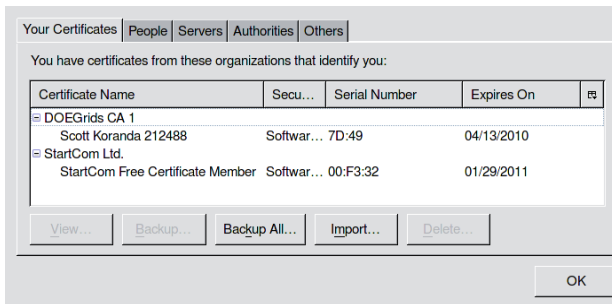 Your Certificates People Servers Authorities Others
You have certificates from these organizations that identify you:
Certificate Name Secu... Serial Number Expires On
DOEGrids CA 1
Scott Koranda 212488 Softwar... 7D:49 04/13/2010
StartCom Ltd.
StartCom Free Certificate Member Softwar... 00:F3:32 01/29/2011
View... Backup... Backup All... Import... Delete...
OK